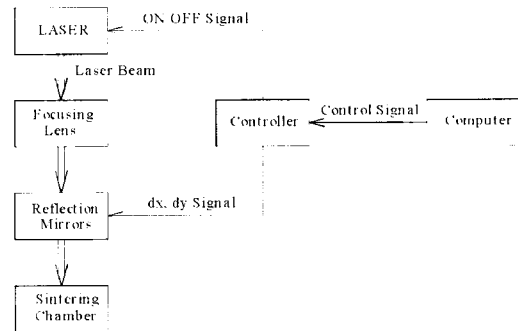 LASER
ON OFF Signal
Laser Beam
Focusing
Lens
Controller
Control Signal
Computer
Reflection
Mirrors
dx, dy Signal
Sintering
Chamber